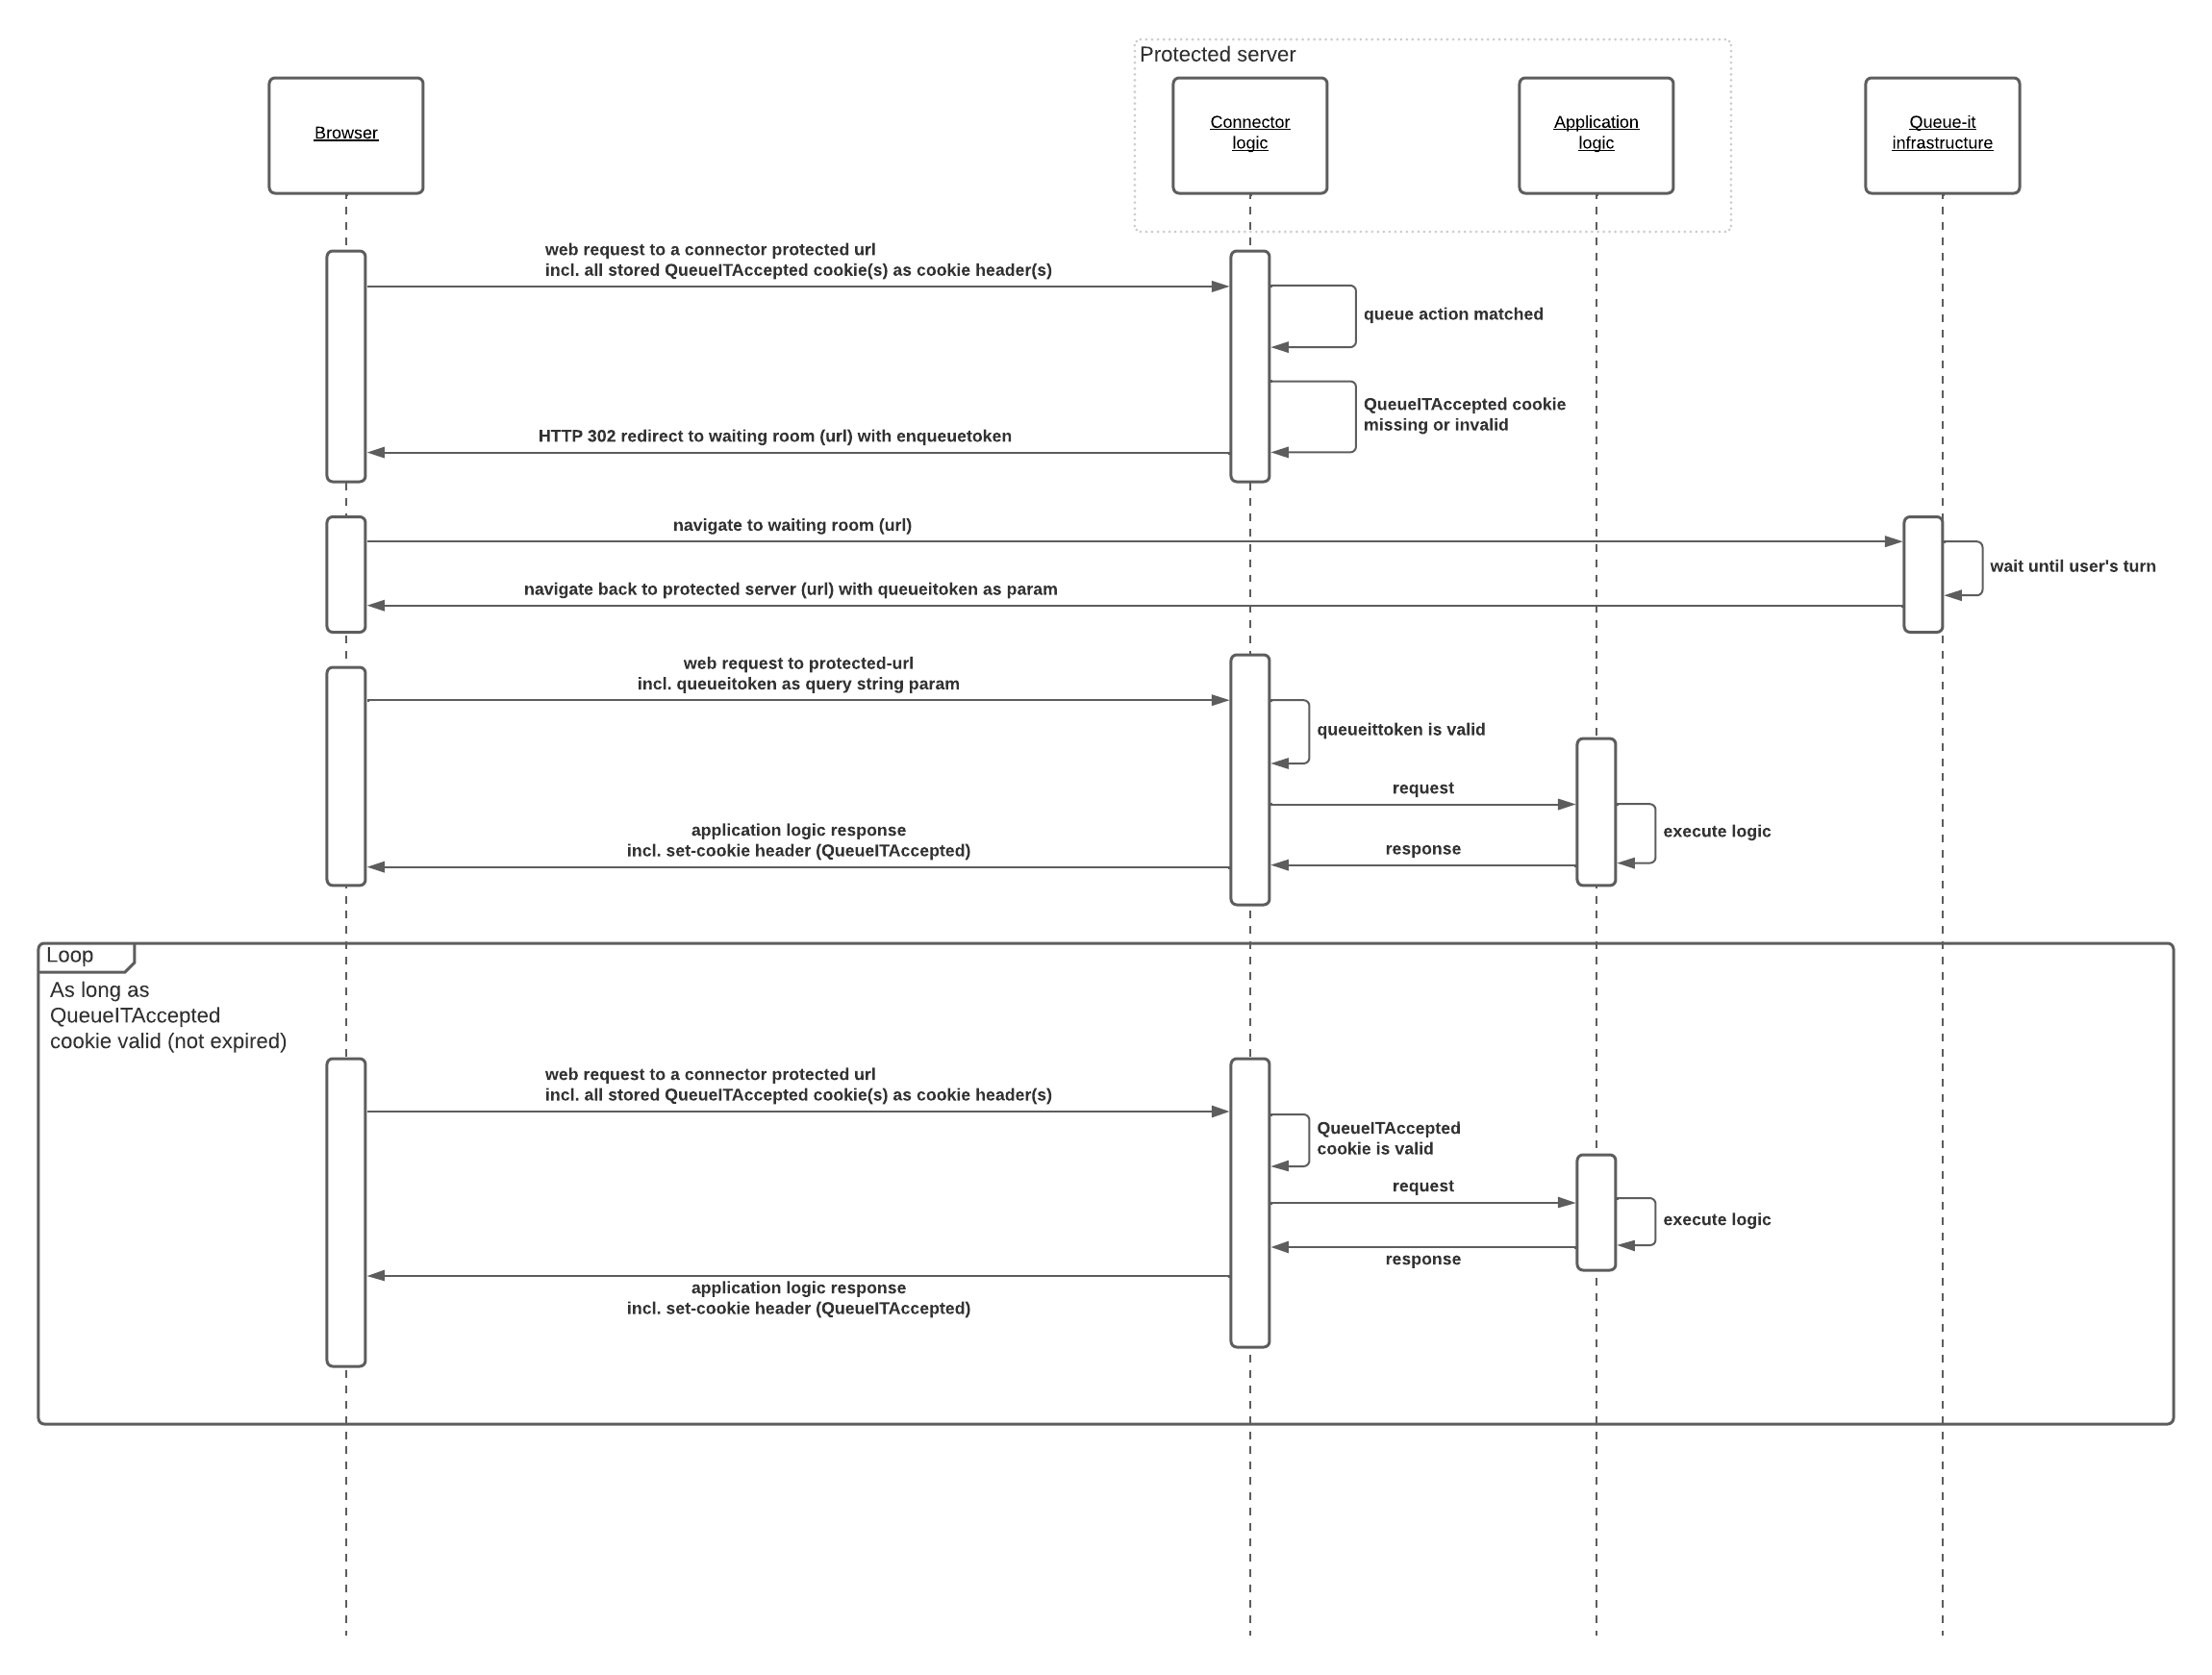 Protected server
Browser
Connector
logic
Application
logic
Queue-it
infrastructure
web request to a connector protected url
incl. all stored QueueITAccepted cookie(s) as cookie header(s)
queue action matched
QueueITAccepted cookie
missing or invalid
HTTP 302 redirect to waiting room (url) with enqueuetoken
navigate to waiting room (url)
wait until user's turn
navigate back to protected server (url) with queueitoken as param
web request to protected-url
incl. queueitoken as query string param
queueittoken is valid
request
application logic response
incl. set-cookie header (QueueITAccepted)
execute logic
response
Loop
As long as
QueueITAccepted
cookie valid (not expired)
web request to a connector protected url
incl. all stored QueueITAccepted cookie(s) as cookie header(s)
QueueITAccepted
cookie is valid
request
execute logic
response
application logic response
incl. set-cookie header (QueueITAccepted)